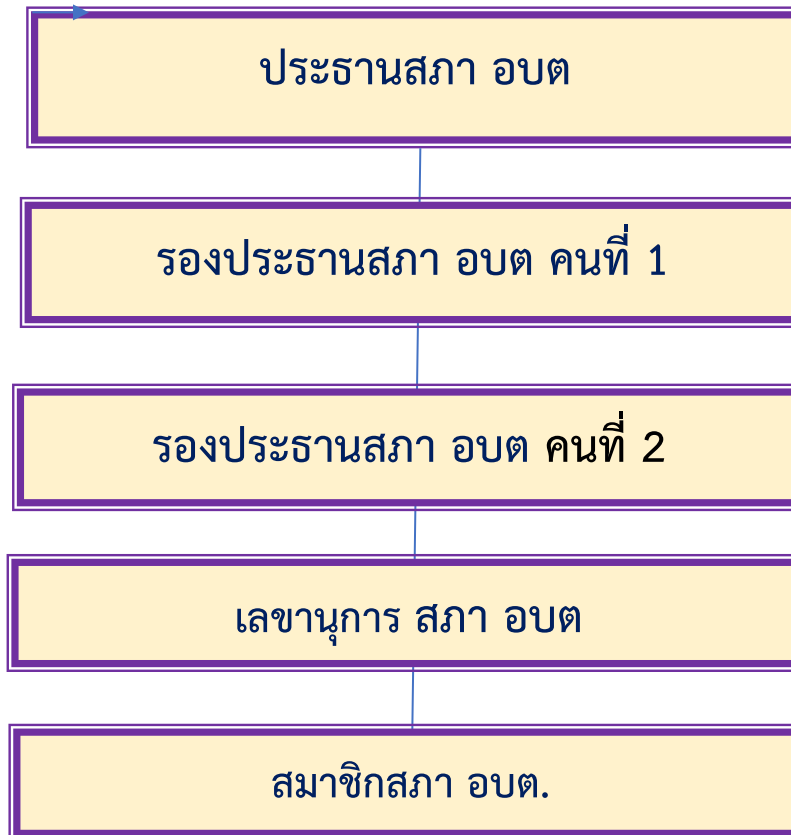 ประธานสภา อบต
รองประธานสภา อบต คนที่ 1
รองประธานสภา อบต คนที่ 2
เลขานุการ สภา อบต
สมาชิกสภา อบต.